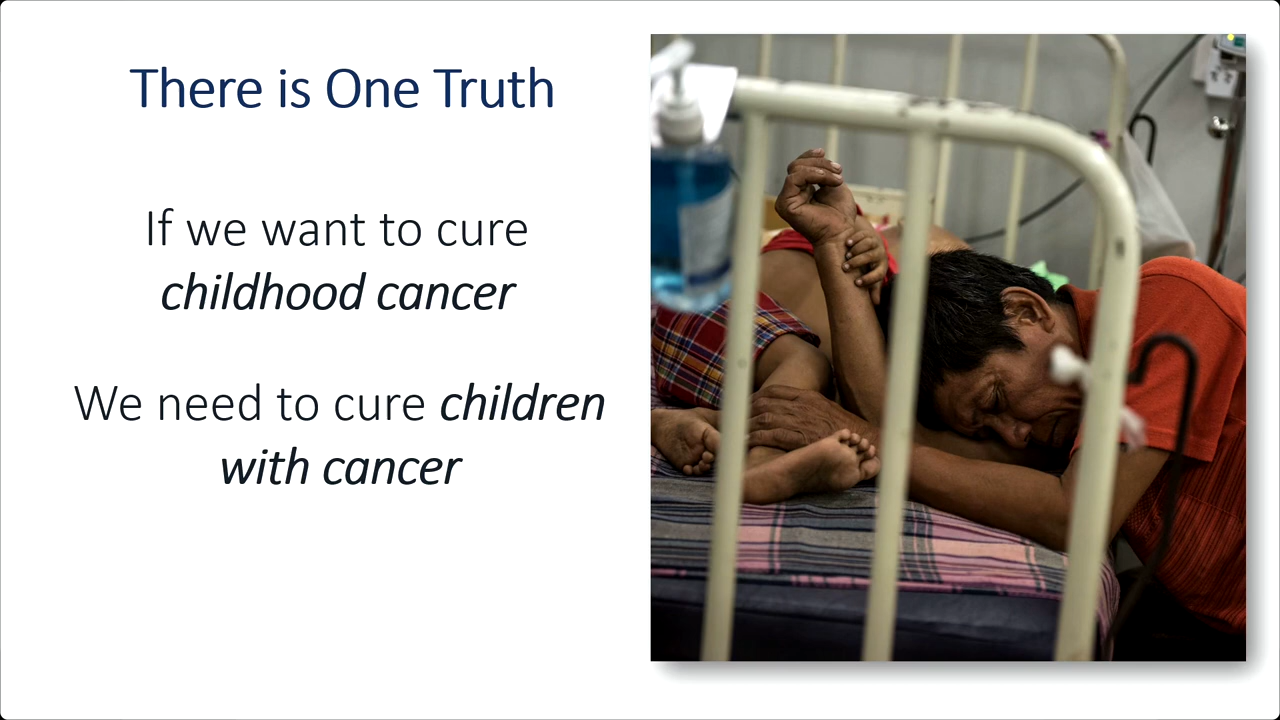 There is One Truth
If we want to cure
childhood cancer
We need to cure children
with cancer